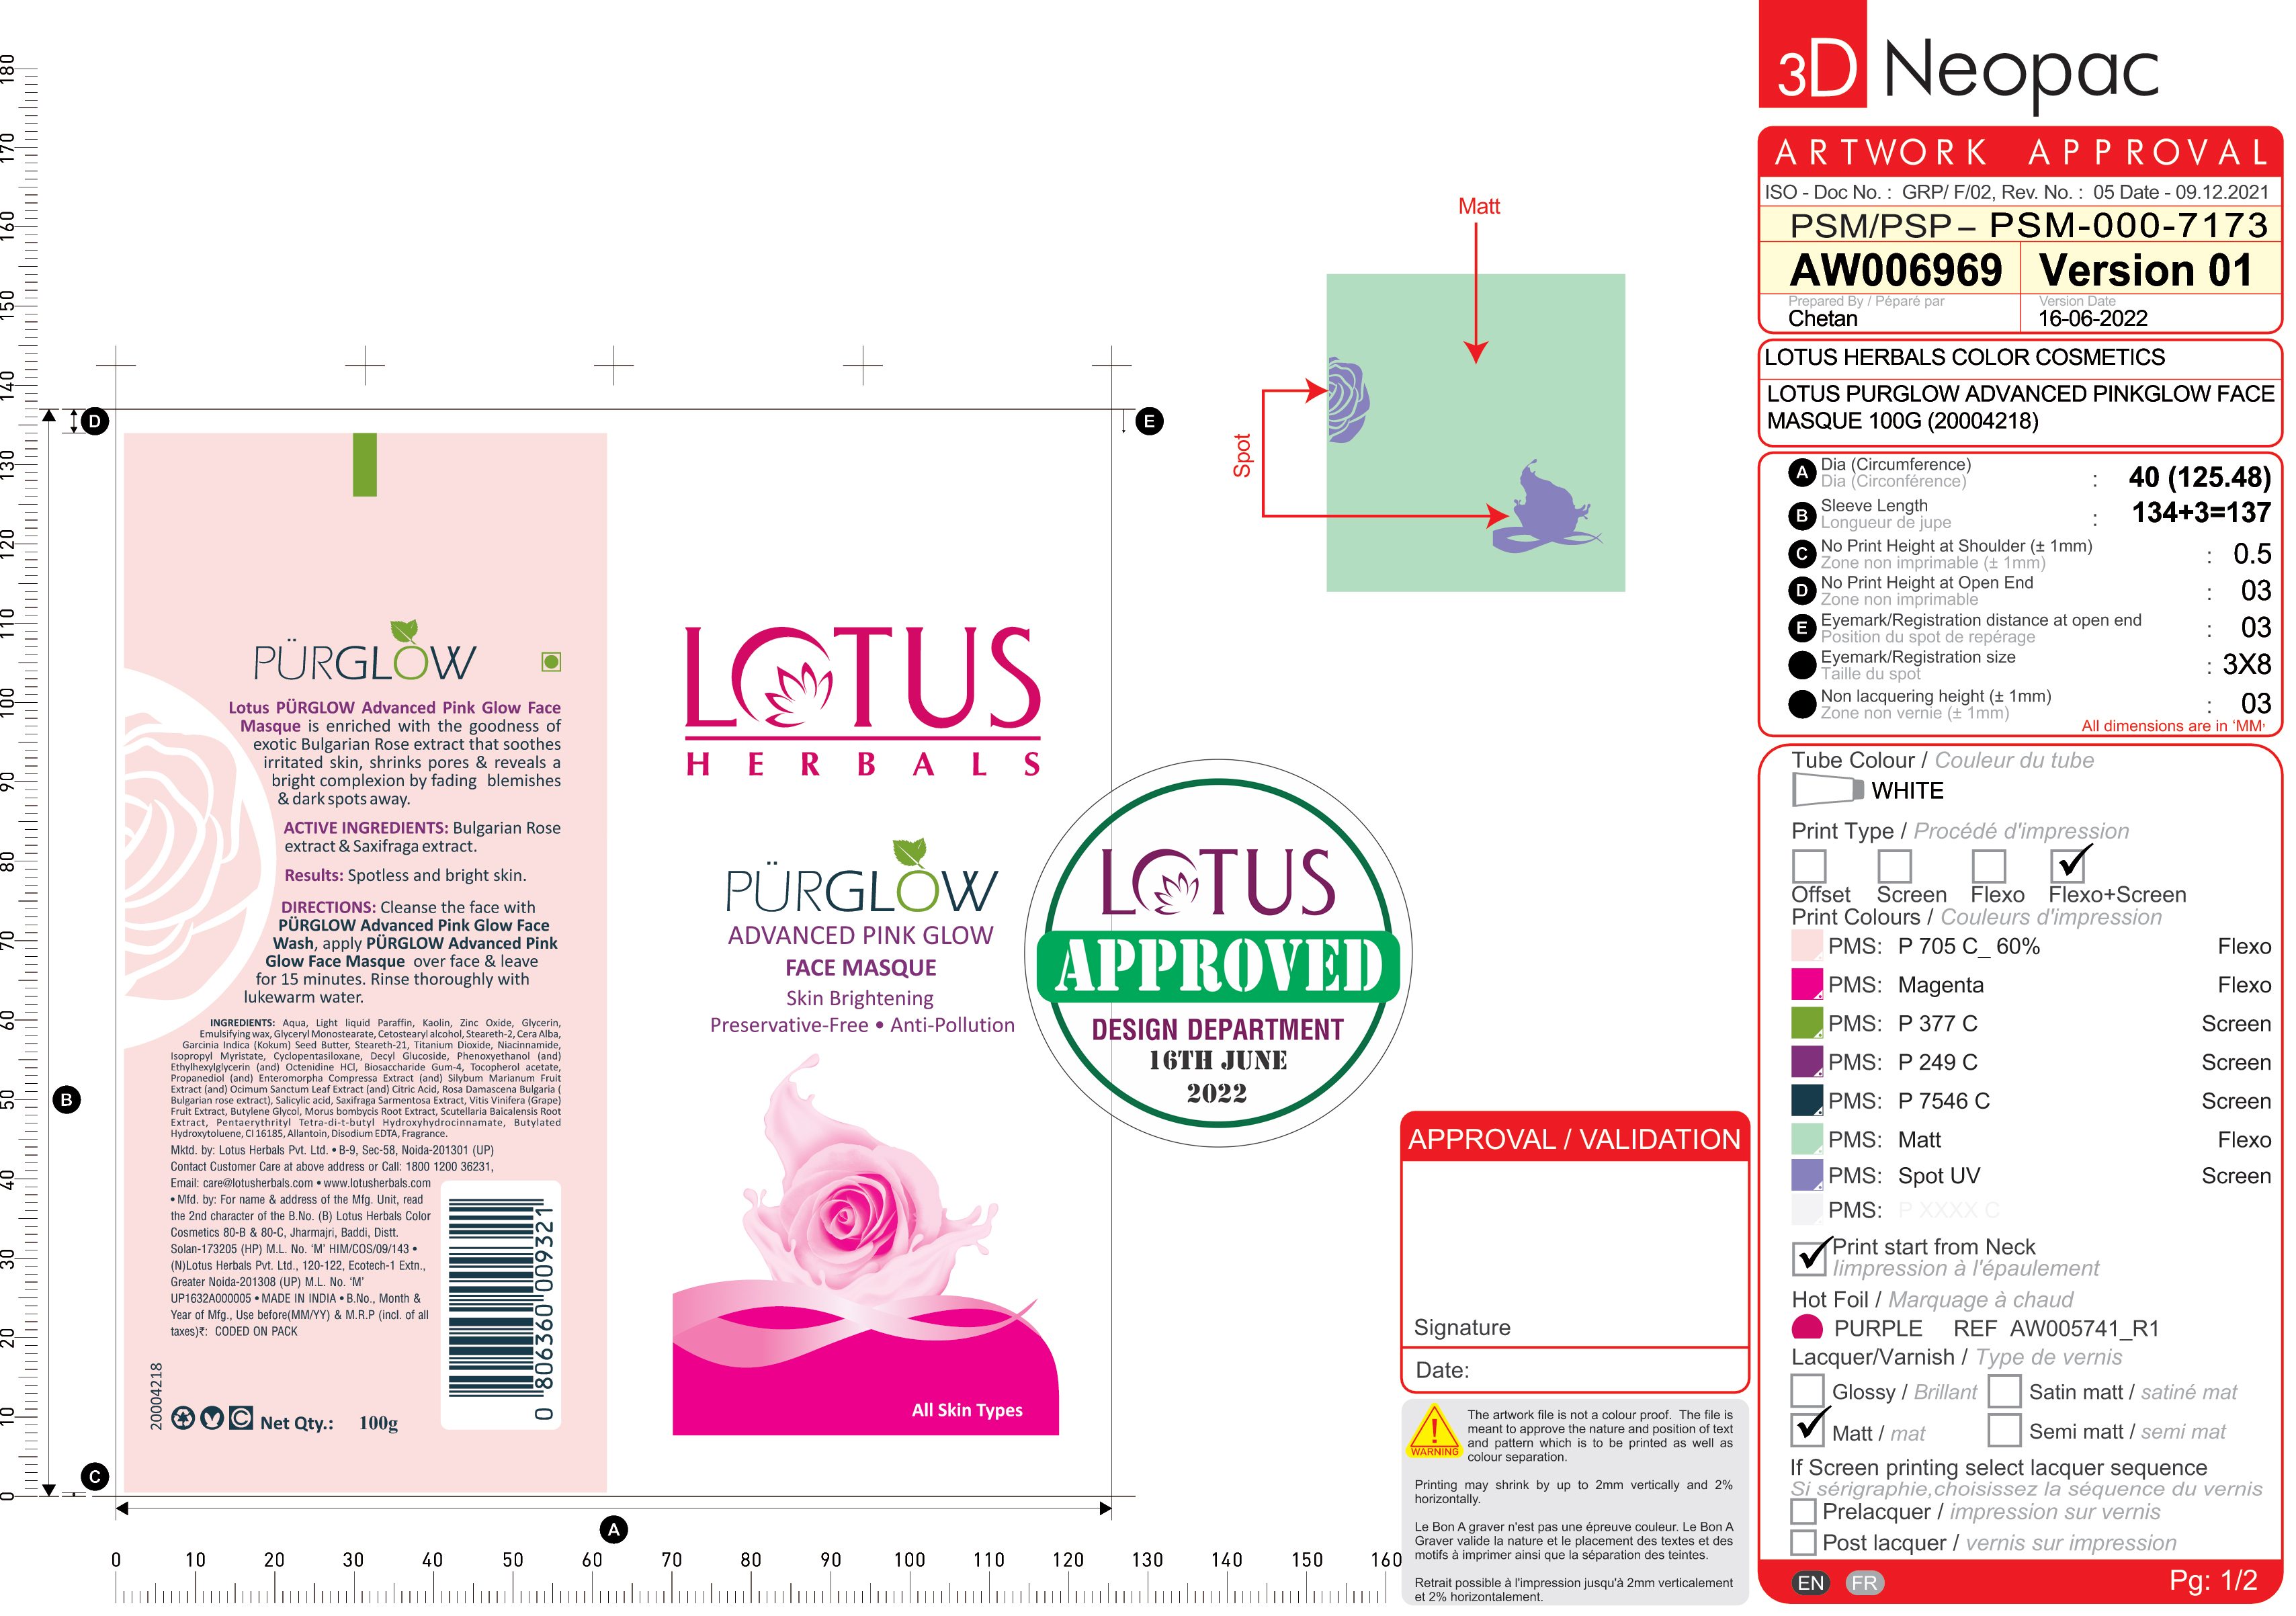 3D Neopac
ARTWORK APPROVAL
ISO - Doc No. : GRP/ F/02, Rev. No. : 05 Date - 09.12.2021
PSM/PSP – PSM-000-7173
AW006969 Version 01
Prepared By / Péparé par
Chetan
Version Date
16-06-2022
LOTUS HERBALS COLOR COSMETICS
LOTUS PURGLOW ADVANCED PINKGLOW FACE
MASQUE 100G (20004218)
A Dia (Circumference) : 40 (125.48)
Dia (Circonférence)
B Sleeve Length : 134+3=137
Longueur de jupe
C No Print Height at Shoulder (± 1mm) : 0.5
Zone non imprimable (± 1mm)
D No Print Height at Open End : 03
Zone non imprimable
E Eyemark/Registration distance at open end : 03
Position du spot de repérage
Eyemark/Registration size : 3X8
Taille du spot
Non lacquering height (± 1mm) : 03
Zone non vernie (± 1mm)
All dimensions are in ‘MM’
Tube Colour / Couleur du tube
WHITE
Print Type / Procédé d'impression
Offset Screen Flexo Flexo+Screen
Print Colours / Couleurs d'impression
PMS: P 705 C_ 60% Flexo
PMS: Magenta Flexo
PMS: P 377 C Screen
PMS: P 249 C Screen
PMS: P 7546 C Screen
PMS: Matt Flexo
PMS: Spot UV Screen
PMS: P XXXX C
Print start from Neck
Iimpression à l'épaulement
Hot Foil / Marquage à chaud
PURPLE REF AW005741_R1
Lacquer/Varnish / Type de vernis
Glossy / Brillant Satin matt / satiné mat
Matt / mat Semi matt / semi mat
If Screen printing select lacquer sequence
Si sérigraphie,choisissez la séquence du vernis
Prelacquer / impression sur vernis
Post lacquer / vernis sur impression
EN FR Pg: 1/2
180
170
160
150
140
130
120
110
100
90
80
70
60
50
40
30
20
10
0
D
E
B
C
A
0 10 20 30 40 50 60 70 80 90 100 110 120 130 140 150 160
PÜRGLOW
Lotus PÜRGLOW Advanced Pink Glow Face
Masque is enriched with the goodness of
exotic Bulgarian Rose extract that soothes
irritated skin, shrinks pores & reveals a
bright complexion by fading blemishes
& dark spots away.
ACTIVE INGREDIENTS: Bulgarian Rose
extract & Saxifraga extract.
Results: Spotless and bright skin.
DIRECTIONS: Cleanse the face with
PÜRGLOW Advanced Pink Glow Face
Wash, apply PÜRGLOW Advanced Pink
Glow Face Masque over face & leave
for 15 minutes. Rinse thoroughly with
lukewarm water.
INGREDIENTS: Aqua, Light liquid Paraffin, Kaolin, Zinc Oxide, Glycerin,
Emulsifying wax, Glyceryl Monostearate, Cetostearyl alcohol, Steareth-2, Cera Alba,
Garcinia Indica (Kokum) Seed Butter, Steareth-21, Titanium Dioxide, Niacinnamide,
Isopropyl Myristate, Cyclopentasiloxane, Decyl Glucoside, Phenoxyethanol (and)
Ethylhexylglycerin (and) Octenidine HCl, Biosaccharide Gum-4, Tocopherol acetate,
Propanediol (and) Enteromorpha Compressa Extract (and) Silybum Marianum Fruit
Extract (and) Ocimum Sanctum Leaf Extract (and) Citric Acid, Rosa Damascena Bulgaria (
Bulgarian rose extract), Salicylic acid, Saxifraga Sarmentosa Extract, Vitis Vinifera (Grape)
Fruit Extract, Butylene Glycol, Morus bombycis Root Extract, Scutellaria Baicalensis Root
Extract, Pentaerythrityl Tetra-di-t-butyl Hydroxyhydrocinnamate, Butylated
Hydroxytoluene, CI 16185, Allantoin, Disodium EDTA, Fragrance.
Mktd. by: Lotus Herbals Pvt. Ltd. • B-9, Sec-58, Noida-201301 (UP)
Contact Customer Care at above address or Call: 1800 1200 36231,
Email: care@lotusherbals.com • www.lotusherbals.com
• Mfd. by: For name & address of the Mfg. Unit, read
the 2nd character of the B.No. (B) Lotus Herbals Color
Cosmetics 80-B & 80-C, Jharmajri, Baddi, Distt.
Solan-173205 (HP) M.L. No. ‘M’ HIM/COS/09/143 •
(N)Lotus Herbals Pvt. Ltd., 120-122, Ecotech-1 Extn.,
Greater Noida-201308 (UP) M.L. No. ‘M’
UP1632A000005 • MADE IN INDIA • B.No., Month &
Year of Mfg., Use before(MM/YY) & M.R.P (incl. of all
taxes)₹: CODED ON PACK
20004218
Net Qty.: 100g
0 806360 009321
LOTUS
HERBALS
PÜRGLOW
ADVANCED PINK GLOW
FACE MASQUE
Skin Brightening
Preservative-Free • Anti-Pollution
All Skin Types
Matt
Spot
LOTUS
APPROVED
DESIGN DEPARTMENT
16TH JUNE
2022
APPROVAL / VALIDATION
Signature
Date:
WARNING
The artwork file is not a colour proof. The file is
meant to approve the nature and position of text
and pattern which is to be printed as well as
colour separation.
Printing may shrink by up to 2mm vertically and 2%
horizontally.
Le Bon A graver n'est pas une épreuve couleur. Le Bon A
Graver valide la nature et le placement des textes et des
motifs à imprimer ainsi que la séparation des teintes.
Retrait possible à l'impression jusqu'à 2mm verticalement
et 2% horizontalement.